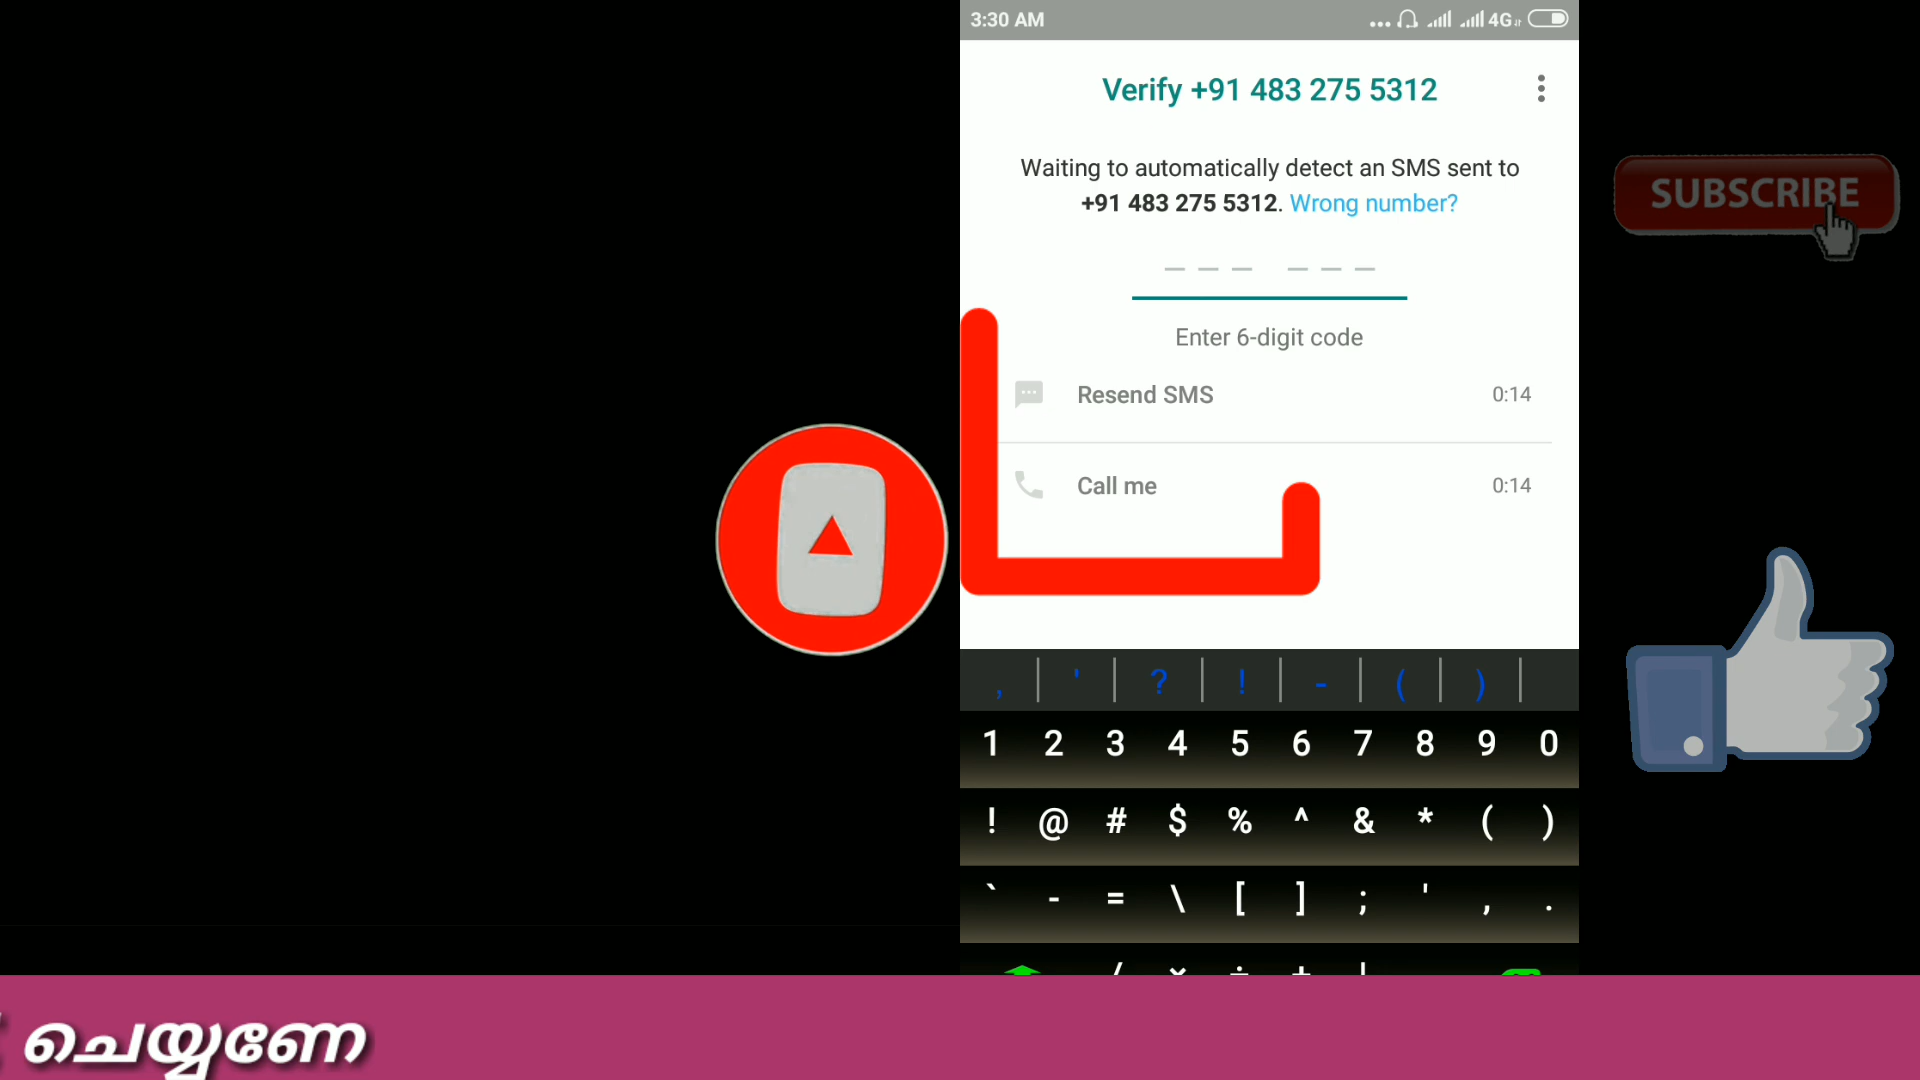 3:30 AM
4G
Verify +91 483 275 5312
Waiting to automatically detect an SMS sent to
+91 483 275 5312. Wrong number?
Enter 6-digit code
Resend SMS 0:14
Call me 0:14
SUBSCRIBE
, ' ? ! - ( )
1 2 3 4 5 6 7 8 9 0
! @ # $ % ^ & * ( )
` - = \ [ ] ; ' , .
ചെയ്യണേ